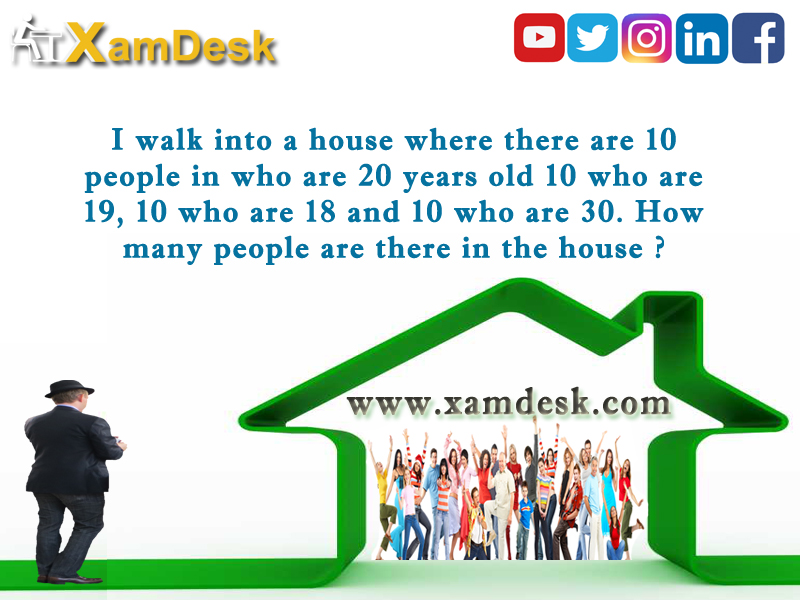 XamDesk
I walk into a house where there are 10
people in who are 20 years old 10 who are
19, 10 who are 18 and 10 who are 30. How
many people are there in the house ?
www.xamdesk.com